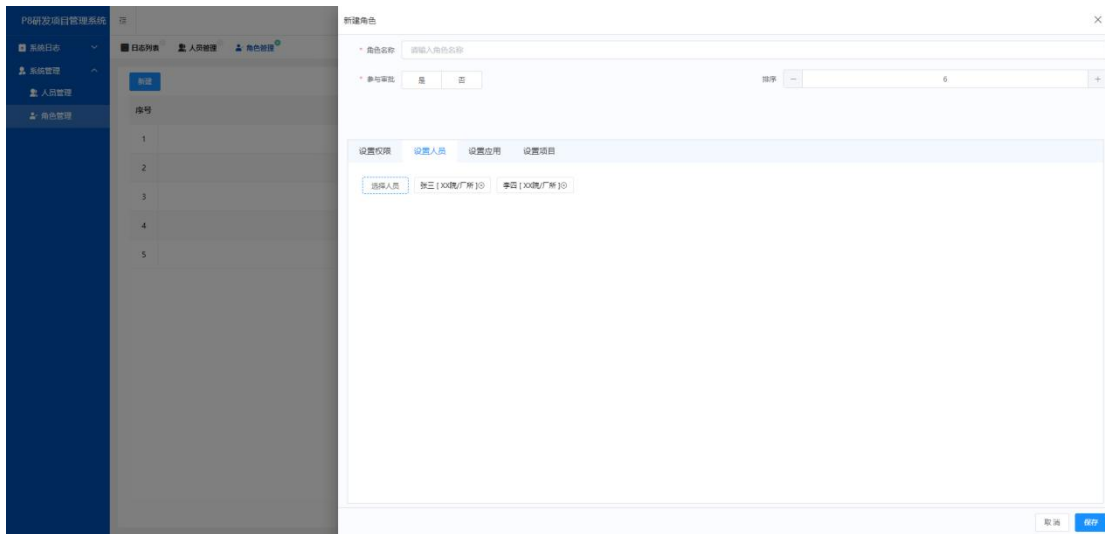 P8研发项目管理系统
新建角色
系统日志
日志列表 人员管理 角色管理
* 角色名称 请输入角色名称
系统管理
新建
* 参与审批 是 否 排序 - 6 +
人员管理
序号
角色管理
1
设置权限 设置人员 设置应用 设置项目
2
选择人员 张三 [ XX院/厂所 ] 李四 [ XX院/厂所 ]
3
4
5
取消 保存